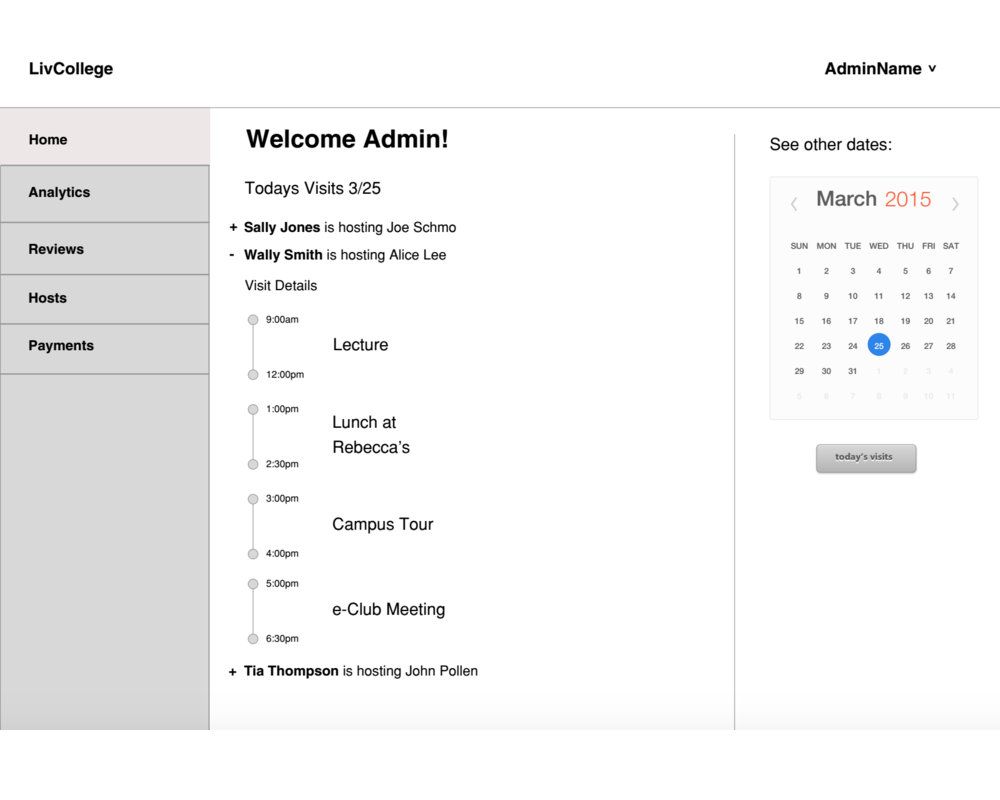 LivCollege
AdminName v
Home
Analytics
Reviews
Hosts
Payments
Welcome Admin!
Todays Visits 3/25
+ Sally Jones is hosting Joe Schmo
- Wally Smith is hosting Alice Lee
Visit Details
9:00am
Lecture
12:00pm
1:00pm
Lunch at
Rebecca’s
2:30pm
3:00pm
Campus Tour
4:00pm
5:00pm
e-Club Meeting
6:30pm
+ Tia Thompson is hosting John Pollen
See other dates:
March 2015
SUN MON TUE WED THU FRI SAT
1 2 3 4 5 6 7
8 9 10 11 12 13 14
15 16 17 18 19 20 21
22 23 24 25 26 27 28
29 30 31 1 2 3 4
5 6 7 8 9 10 11
today's visits